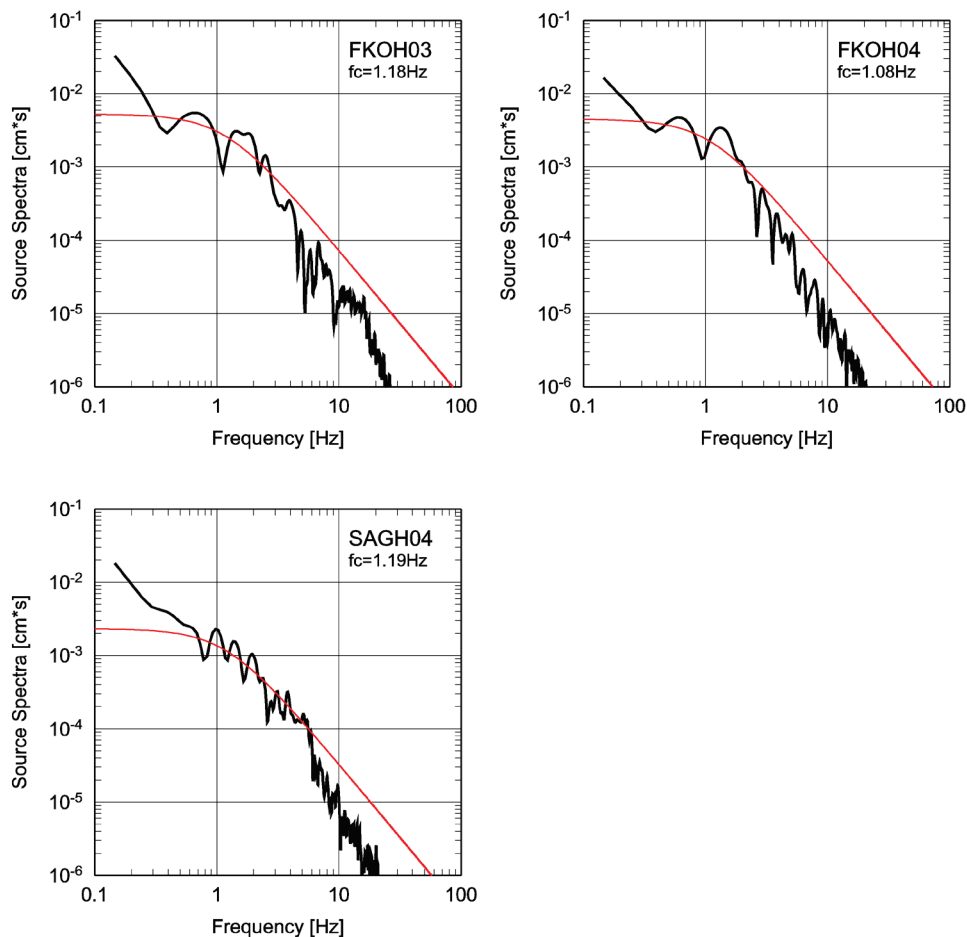 10⁻¹
10⁻²
10⁻³
10⁻⁴
10⁻⁵
10⁻⁶
Source Spectra [cm*s]
FKOH03
fc=1.18Hz
0.1 1 10 100
Frequency [Hz]
10⁻¹
10⁻²
10⁻³
10⁻⁴
10⁻⁵
10⁻⁶
Source Spectra [cm*s]
FKOH04
fc=1.08Hz
0.1 1 10 100
Frequency [Hz]
10⁻¹
10⁻²
10⁻³
10⁻⁴
10⁻⁵
10⁻⁶
Source Spectra [cm*s]
SAGH04
fc=1.19Hz
0.1 1 10 100
Frequency [Hz]